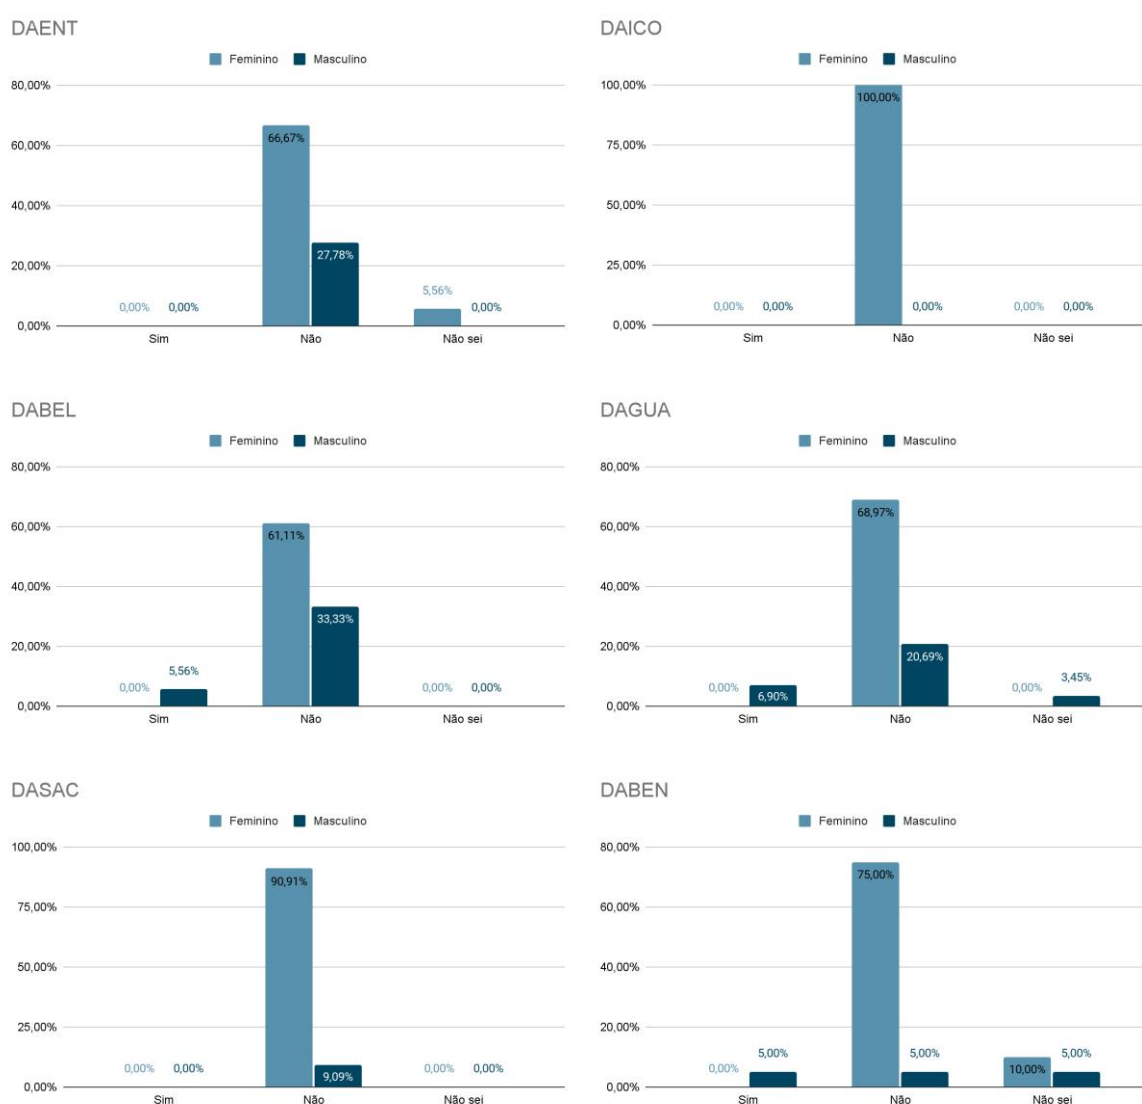 DAENT
Feminino Masculino
80,00%
60,00%
40,00%
20,00%
0,00%
66,67%
27,78%
5,56%
0,00% 0,00% 0,00%
Sim Não Não sei
DAICO
Feminino Masculino
100,00%
75,00%
50,00%
25,00%
0,00%
100,00%
0,00% 0,00% 0,00% 0,00% 0,00%
Sim Não Não sei
DABEL
Feminino Masculino
80,00%
60,00%
40,00%
20,00%
0,00%
61,11%
33,33%
5,56%
0,00% 0,00% 0,00%
Sim Não Não sei
DAGUA
Feminino Masculino
80,00%
60,00%
40,00%
20,00%
0,00%
68,97%
20,69%
3,45%
0,00% 6,90% 0,00%
Sim Não Não sei
DASAC
Feminino Masculino
100,00%
75,00%
50,00%
25,00%
0,00%
90,91%
0,00% 0,00% 9,09% 0,00% 0,00%
Sim Não Não sei
DABEN
Feminino Masculino
80,00%
60,00%
40,00%
20,00%
0,00%
75,00%
5,00% 5,00% 5,00%
0,00% 10,00%
Sim Não Não sei